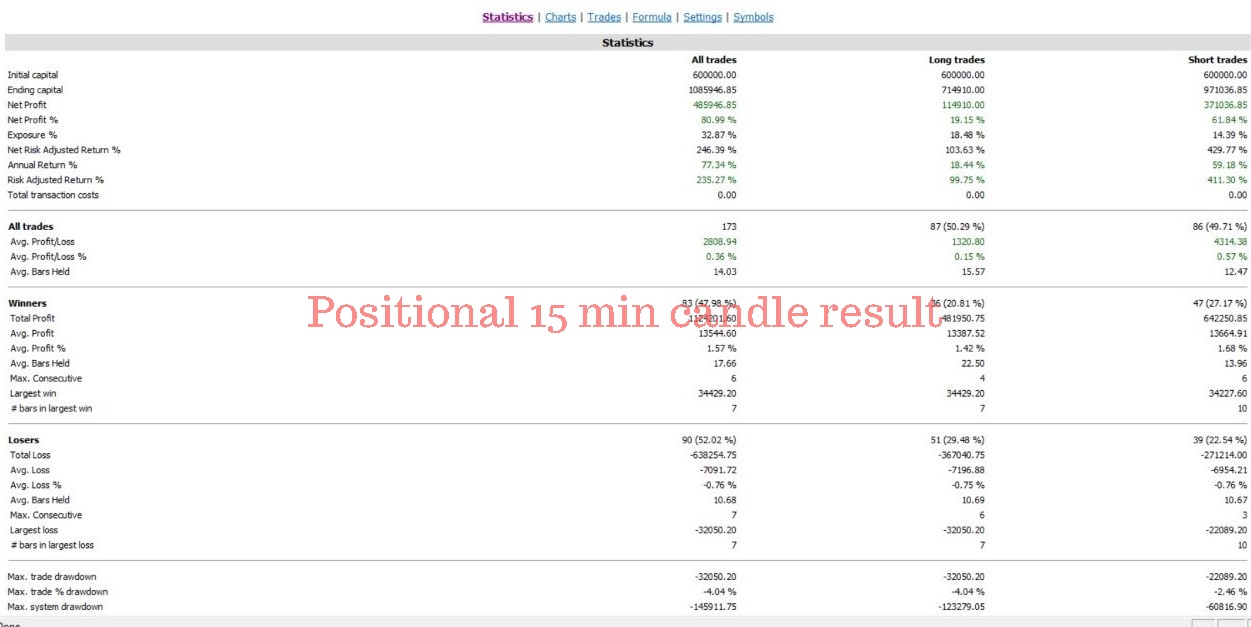 Statistics | Charts | Trades | Formula | Settings | Symbols
Statistics
All trades Long trades Short trades
Initial capital 600000.00 600000.00 600000.00
Ending capital 1085946.85 714910.00 971036.85
Net Profit 485946.85 114910.00 371036.85
Net Profit % 80.99 % 19.15 % 61.84 %
Exposure % 32.87 % 18.48 % 14.39 %
Net Risk Adjusted Return % 246.39 % 103.63 % 429.77 %
Annual Return % 77.34 % 18.44 % 59.18 %
Risk Adjusted Return % 235.27 % 99.75 % 411.30 %
Total transaction costs 0.00 0.00 0.00
All trades 173 87 (50.29 %) 86 (49.71 %)
Avg. Profit/Loss 2808.94 1320.80 4314.38
Avg. Profit/Loss % 0.36 % 0.15 % 0.57 %
Avg. Bars Held 14.03 15.57 12.47
Winners 83 (47.98 %) 36 (20.81 %) 47 (27.17 %)
Positional 15 min candle result
Total Profit 1124201.60 481950.75 642250.85
Avg. Profit 13544.60 13387.52 13664.91
Avg. Profit % 1.57 % 1.42 % 1.68 %
Avg. Bars Held 17.66 22.50 13.96
Max. Consecutive 6 4 6
Largest win 34429.20 34429.20 34227.60
# bars in largest win 7 7 10
Losers 90 (52.02 %) 51 (29.48 %) 39 (22.54 %)
Total Loss -638254.75 -367040.75 -271214.00
Avg. Loss -7091.72 -7196.88 -6954.21
Avg. Loss % -0.76 % -0.75 % -0.76 %
Avg. Bars Held 10.68 10.69 10.67
Max. Consecutive 7 6 3
Largest loss -32050.20 -32050.20 -22089.20
# bars in largest loss 7 7 10
Max. trade drawdown -32050.20 -32050.20 -22089.20
Max. trade % drawdown -4.04 % -4.04 % -2.46 %
Max. system drawdown -145911.75 -123279.05 -60816.90